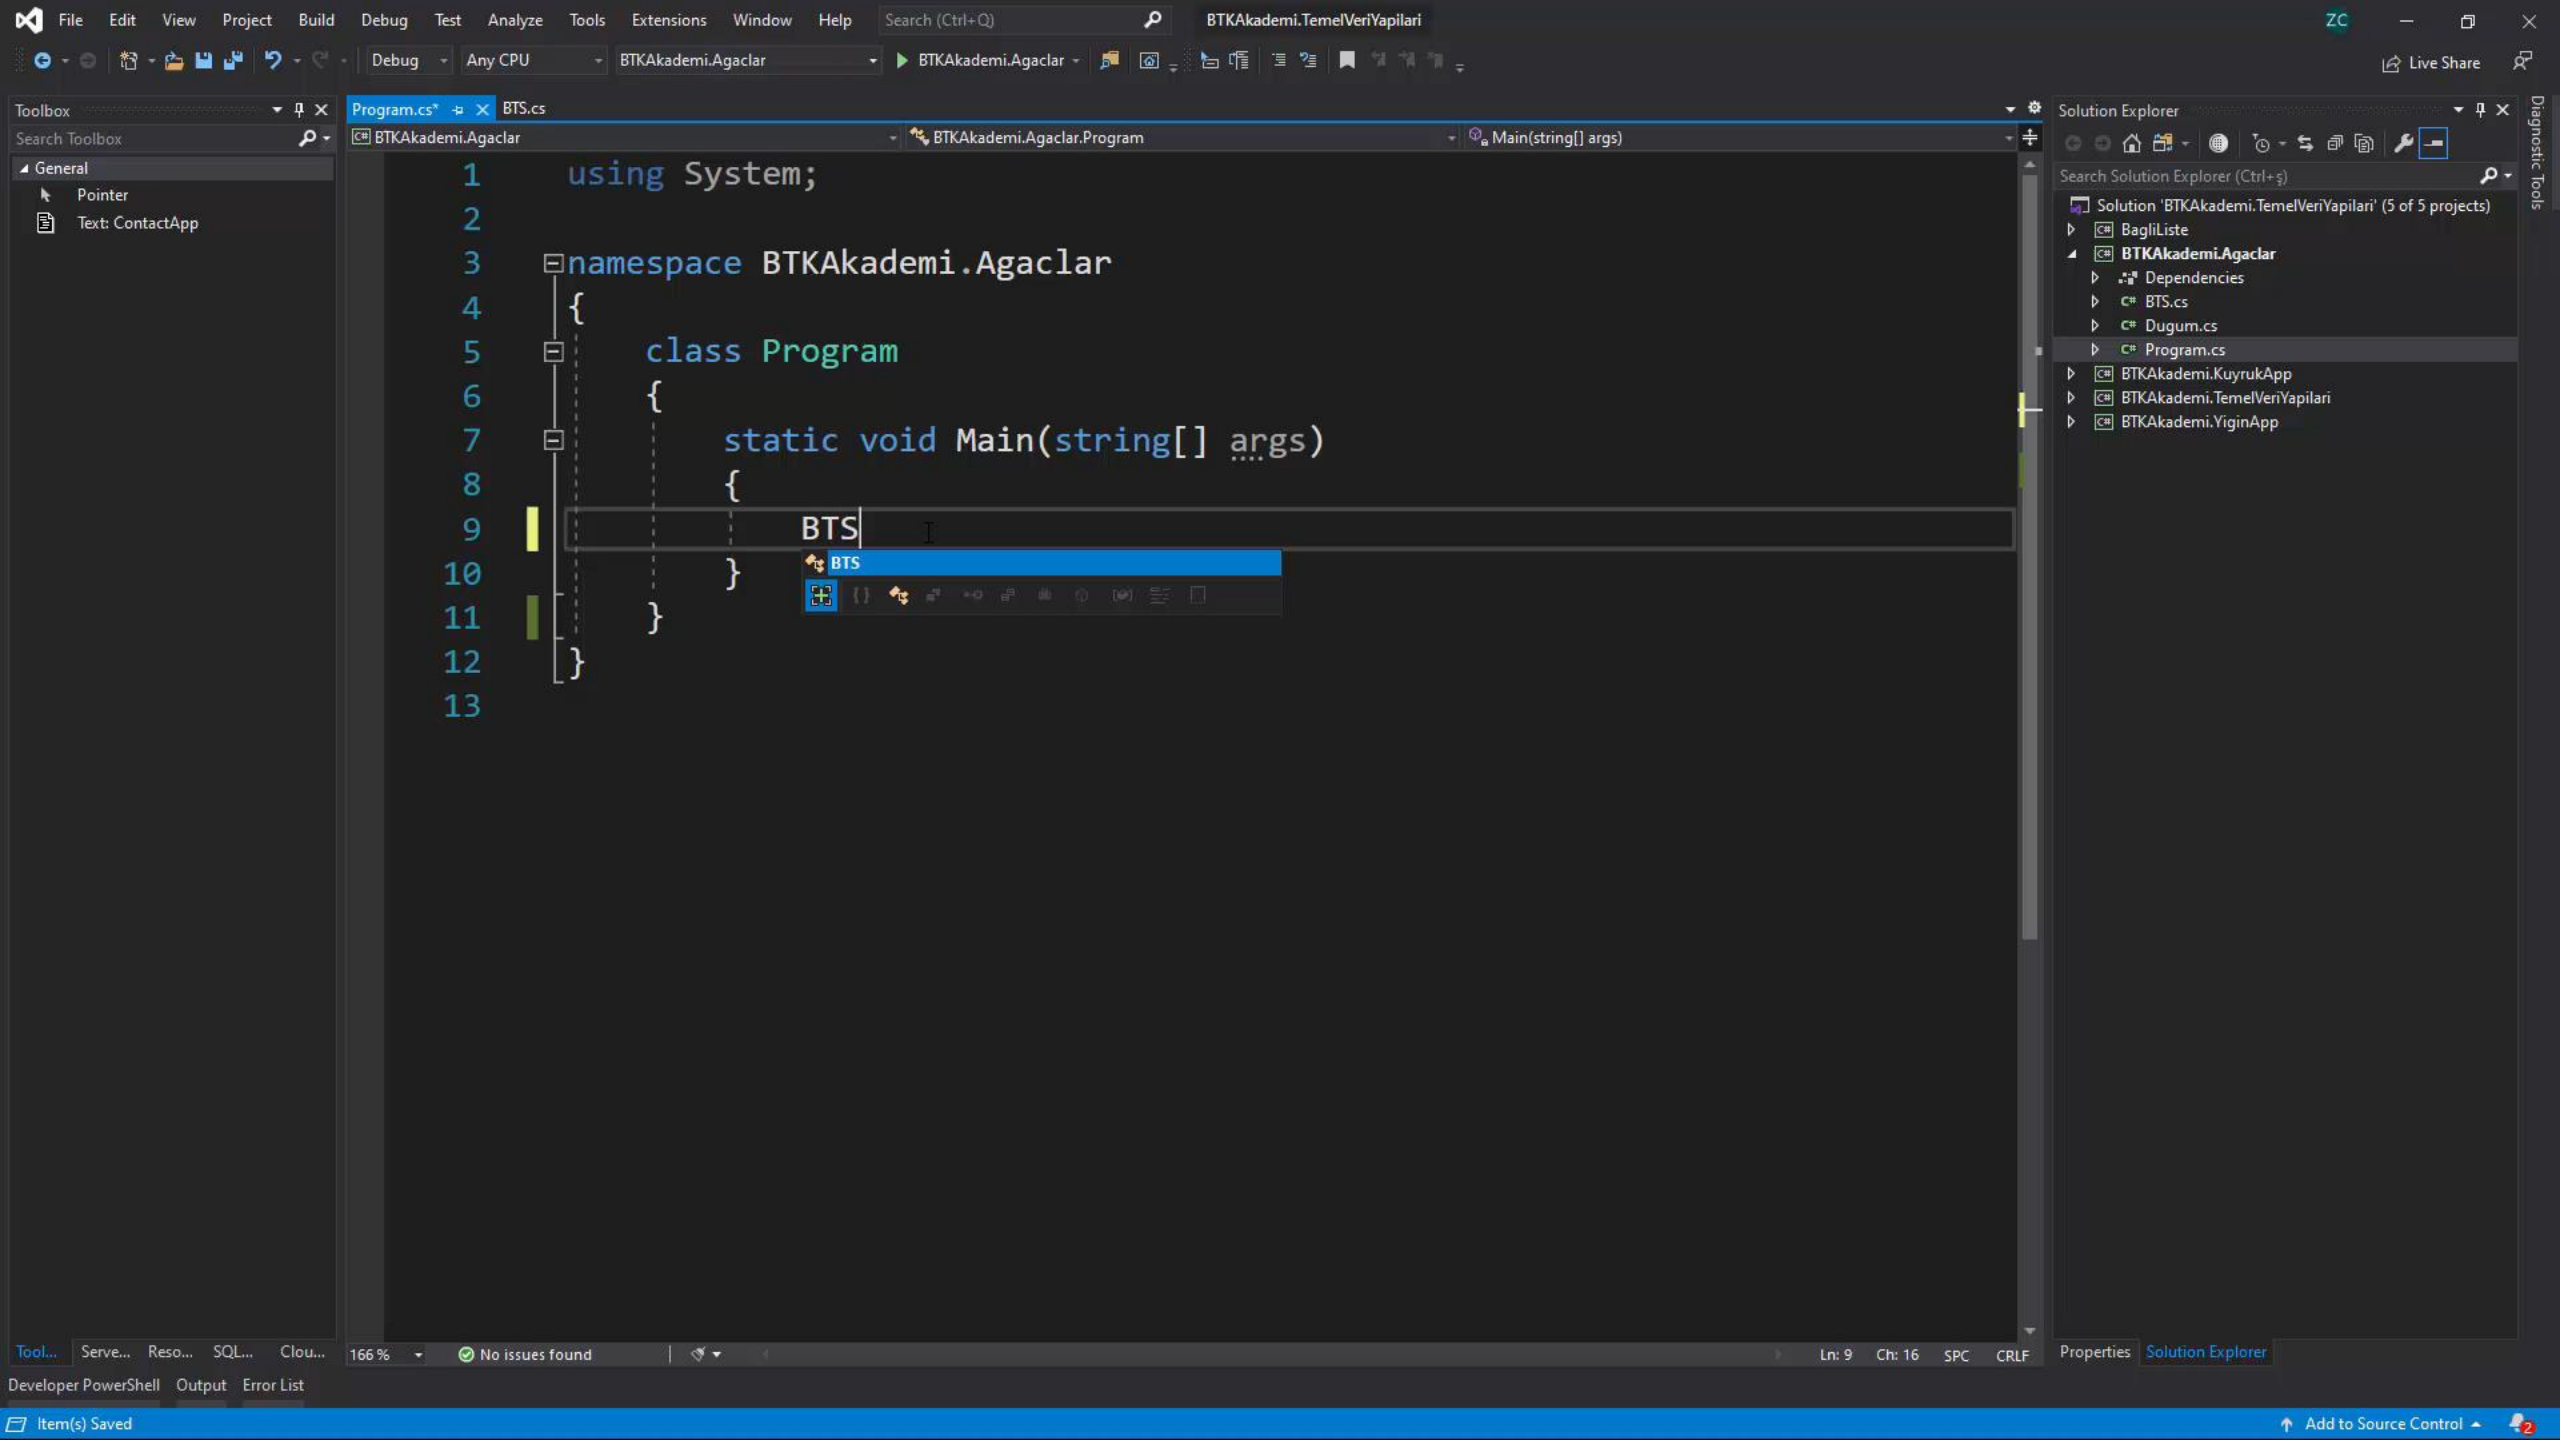 File Edit View Project Build Debug Test Analyze Tools Extensions Window Help Search (Ctrl+Q) BTKAkademi.TemelVeriYapilari ZC
Debug Any CPU BTKAkademi.Agaclar BTKAkademi.Agaclar Live Share
Toolbox
Search Toolbox
General
Pointer
Text: ContactApp
Program.cs* BTS.cs
BTKAkademi.Agaclar BTKAkademi.Agaclar.Program Main(string[] args)
1 using System;
2
3 namespace BTKAkademi.Agaclar
4 {
5 class Program
6 {
7 static void Main(string[] args)
8 {
9 BTS
BTS
10 }
11 }
12 }
13
Solution Explorer
Search Solution Explorer (Ctrl+ş)
Solution 'BTKAkademi.TemelVeriYapilari' (5 of 5 projects)
BagliListe
BTKAkademi.Agaclar
Dependencies
C# BTS.cs
C# Dugum.cs
C# Program.cs
BTKAkademi.KuyrukApp
BTKAkademi.TemelVeriYapilari
BTKAkademi.YiginApp
Diagnostic Tools
Tool... Serve... Reso... SQL... Clou... 166 % No issues found Ln: 9 Ch: 16 SPC CRLF Properties Solution Explorer
Developer PowerShell Output Error List
Item(s) Saved Add to Source Control 2